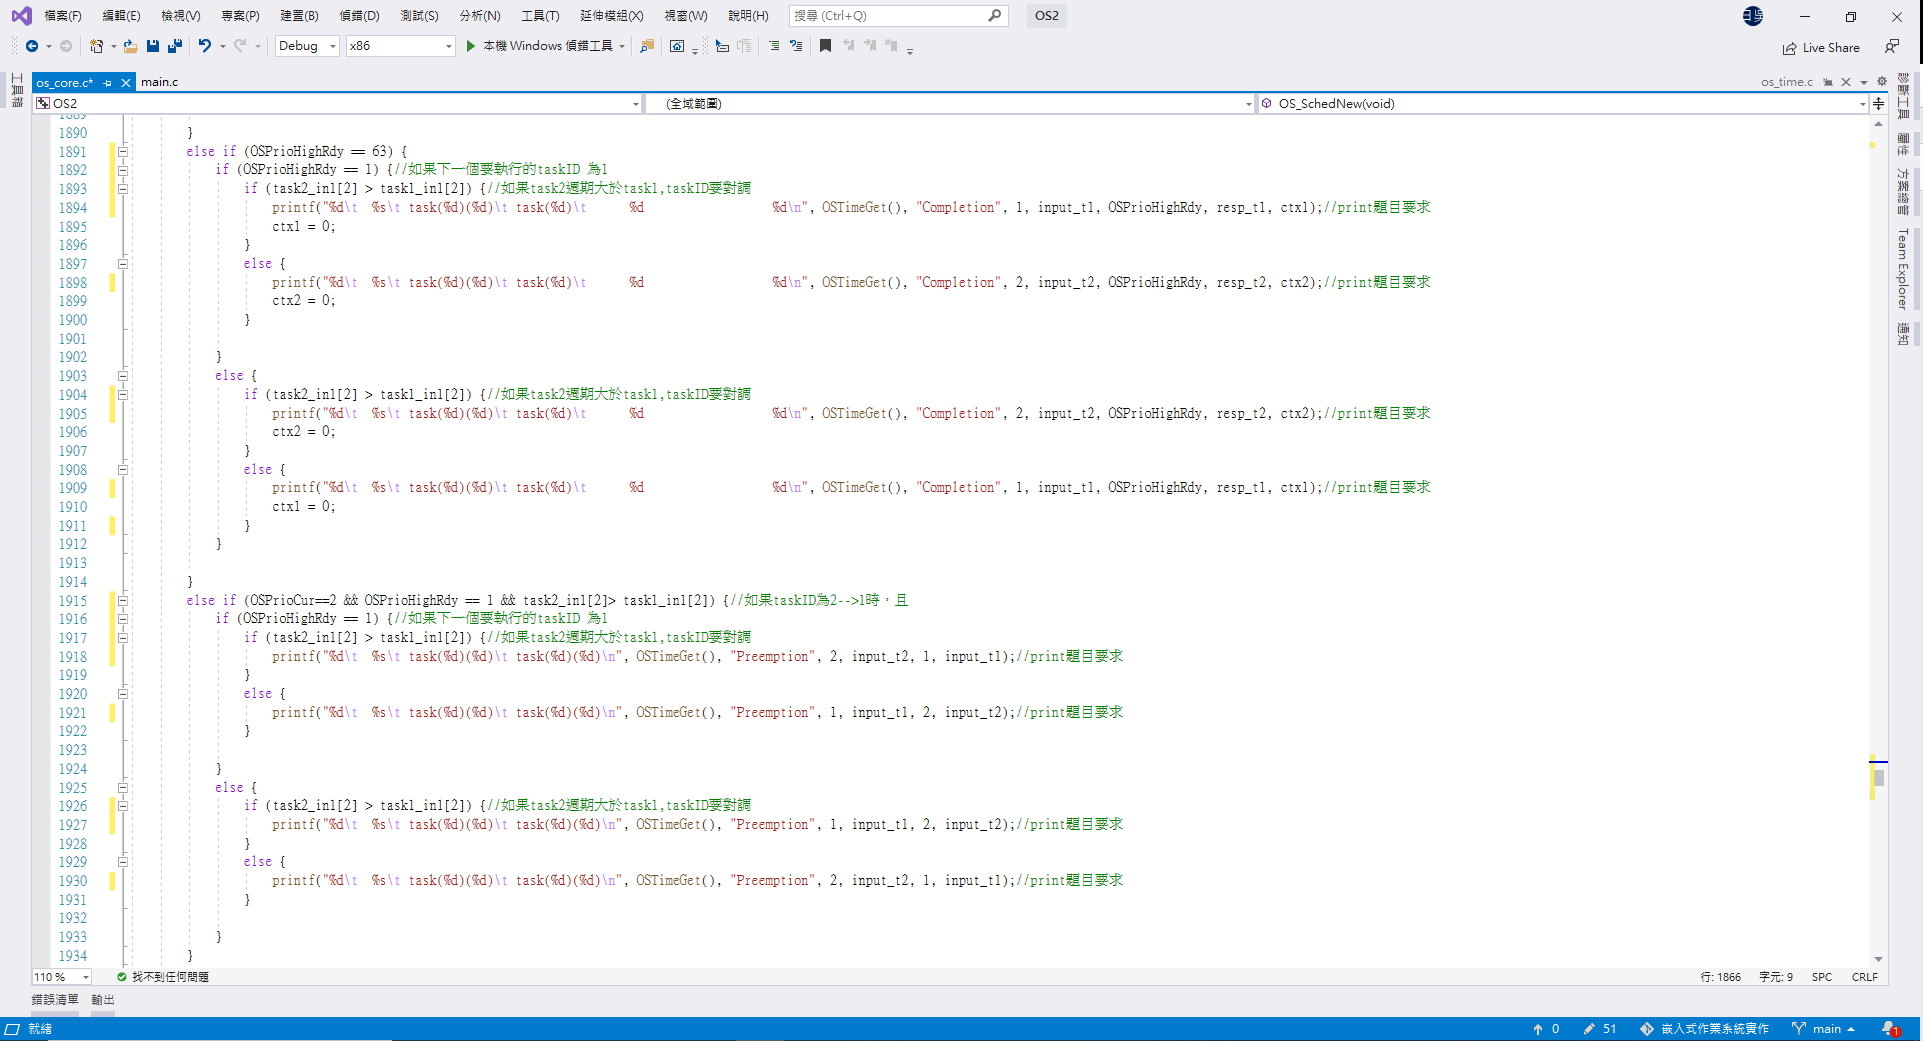 檔案(F) 編輯(E) 檢視(V) 專案(P) 建置(B) 偵錯(D) 測試(S) 分析(N) 工具(T) 延伸模組(X) 視窗(W) 說明(H) 搜尋 (Ctrl+Q) OS2
Debug x86 本機 Windows 偵錯工具 Live Share
工具箱
os_core.c* main.c os_time.c
OS2 (全域範圍) OS_SchedNew(void)
1889
1890 }
1891 else if (OSPrioHighRdy == 63) {
1892 if (OSPrioHighRdy == 1) {//如果下一個要執行的taskID 為1
1893 if (task2_in1[2] > task1_in1[2]) {//如果task2週期大於task1,taskID要對調
1894 printf("%d\t  %s\t task(%d)(%d)\t task(%d)\t      %d                  %d\n", OSTimeGet(), "Completion", 1, input_t1, OSPrioHighRdy, resp_t1, ctx1);//print題目要求
1895 ctx1 = 0;
1896 }
1897 else {
1898 printf("%d\t  %s\t task(%d)(%d)\t task(%d)\t      %d                  %d\n", OSTimeGet(), "Completion", 2, input_t2, OSPrioHighRdy, resp_t2, ctx2);//print題目要求
1899 ctx2 = 0;
1900 }
1901
1902 }
1903 else {
1904 if (task2_in1[2] > task1_in1[2]) {//如果task2週期大於task1,taskID要對調
1905 printf("%d\t  %s\t task(%d)(%d)\t task(%d)\t      %d                  %d\n", OSTimeGet(), "Completion", 2, input_t2, OSPrioHighRdy, resp_t2, ctx2);//print題目要求
1906 ctx2 = 0;
1907 }
1908 else {
1909 printf("%d\t  %s\t task(%d)(%d)\t task(%d)\t      %d                  %d\n", OSTimeGet(), "Completion", 1, input_t1, OSPrioHighRdy, resp_t1, ctx1);//print題目要求
1910 ctx1 = 0;
1911 }
1912 }
1913
1914 }
1915 else if (OSPrioCur==2 && OSPrioHighRdy == 1 && task2_in1[2]> task1_in1[2]) {//如果taskID為2-->1時，且
1916 if (OSPrioHighRdy == 1) {//如果下一個要執行的taskID 為1
1917 if (task2_in1[2] > task1_in1[2]) {//如果task2週期大於task1,taskID要對調
1918 printf("%d\t  %s\t task(%d)(%d)\t task(%d)(%d)\n", OSTimeGet(), "Preemption", 2, input_t2, 1, input_t1);//print題目要求
1919 }
1920 else {
1921 printf("%d\t  %s\t task(%d)(%d)\t task(%d)(%d)\n", OSTimeGet(), "Preemption", 1, input_t1, 2, input_t2);//print題目要求
1922 }
1923
1924 }
1925 else {
1926 if (task2_in1[2] > task1_in1[2]) {//如果task2週期大於task1,taskID要對調
1927 printf("%d\t  %s\t task(%d)(%d)\t task(%d)(%d)\n", OSTimeGet(), "Preemption", 1, input_t1, 2, input_t2);//print題目要求
1928 }
1929 else {
1930 printf("%d\t  %s\t task(%d)(%d)\t task(%d)(%d)\n", OSTimeGet(), "Preemption", 2, input_t2, 1, input_t1);//print題目要求
1931 }
1932
1933 }
1934 }
診斷工具
屬性
方案總管
Team Explorer
通知
110 % 找不到任何問題 行: 1866 字元: 9 SPC CRLF
錯誤清單 輸出
就緒 0 51 嵌入式作業系統實作 main 1